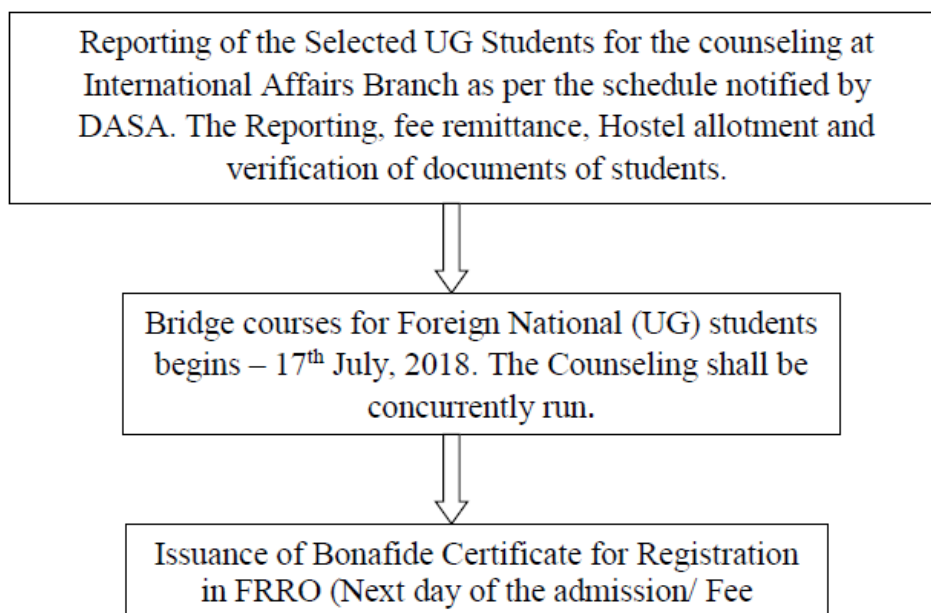 Reporting of the Selected UG Students for the counseling at
International Affairs Branch as per the schedule notified by
DASA. The Reporting, fee remittance, Hostel allotment and
verification of documents of students.
Bridge courses for Foreign National (UG) students
begins – 17th July, 2018. The Counseling shall be
concurrently run.
Issuance of Bonafide Certificate for Registration
in FRRO (Next day of the admission/ Fee